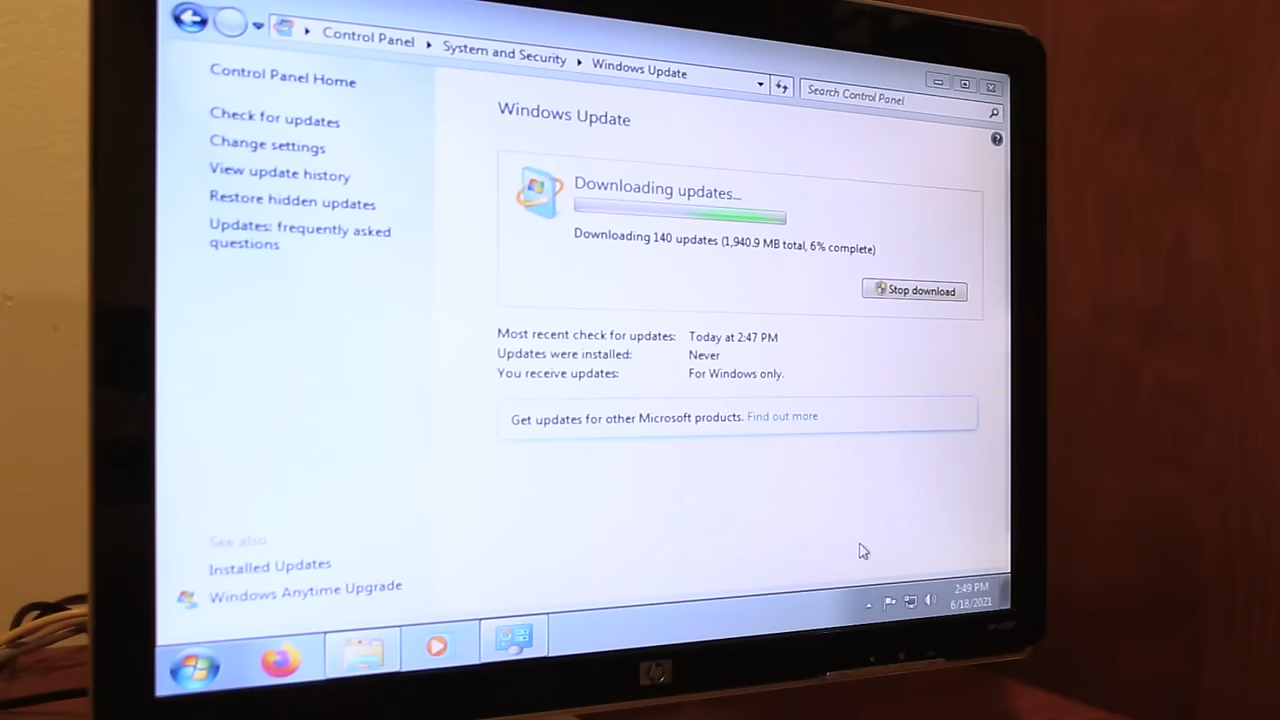 Control Panel
System and Security
Windows Update
Search Control Panel
Control Panel Home
Check for updates
Change settings
View update history
Restore hidden updates
Updates: frequently asked
questions
Windows Update
Downloading updates...
Downloading 140 updates (1,940.9 MB total, 6% complete)
Stop download
Most recent check for updates: Today at 2:47 PM
Updates were installed: Never
You receive updates: For Windows only.
Get updates for other Microsoft products. Find out more
See also
Installed Updates
Windows Anytime Upgrade
2:49 PM
6/18/2021
hp